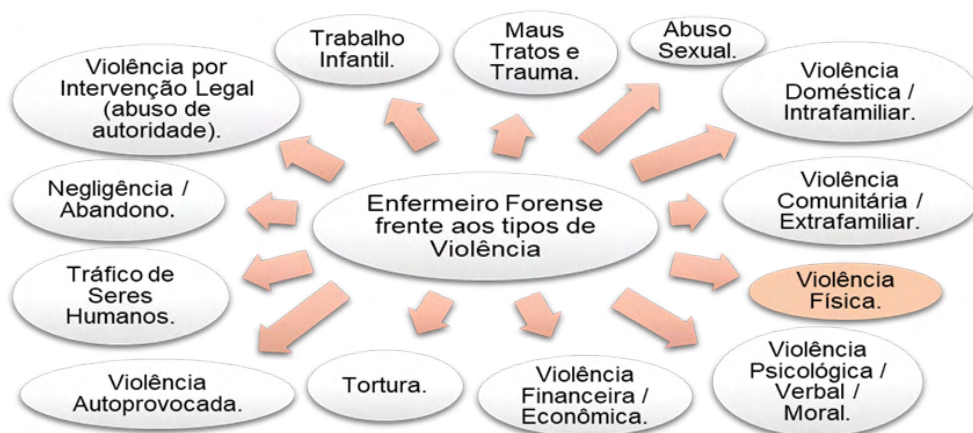 Enfermeiro Forense
frente aos tipos de
Violência
Maus
Tratos e
Trauma.
Abuso
Sexual.
Violência
Doméstica /
Intrafamiliar.
Violência
Comunitária /
Extrafamiliar.
Violência
Física.
Violência
Psicológica /
Verbal /
Moral.
Violência
Financeira /
Econômica.
Tortura.
Violência
Autoprovocada.
Tráfico de
Seres
Humanos.
Negligência /
Abandono.
Violência por
Intervenção Legal
(abuso de
autoridade).
Trabalho
Infantil.